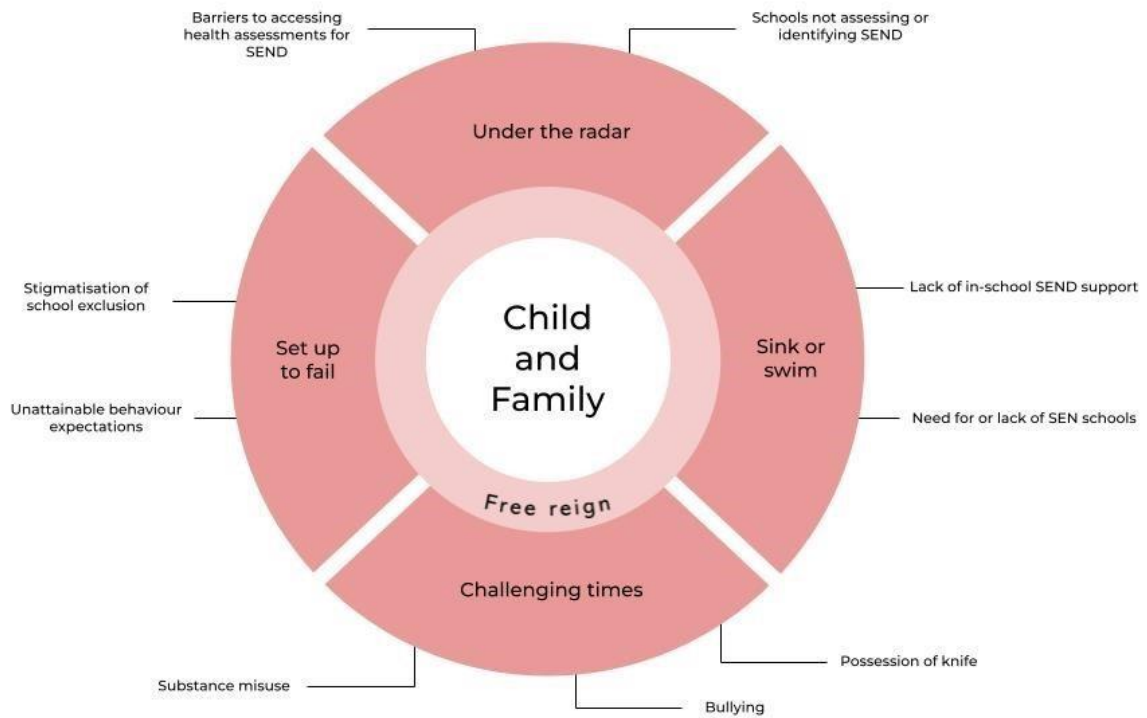 Barriers to accessing
health assessments for
SEND
Schools not assessing or
identifying SEND
Under the radar
Stigmatisation of
school exclusion
Set up
to fail
Unattainable behaviour
expectations
Child
and
Family
Free reign
Sink or
swim
Lack of in-school SEND support
Need for or lack of SEN schools
Challenging times
Substance misuse
Bullying
Possession of knife